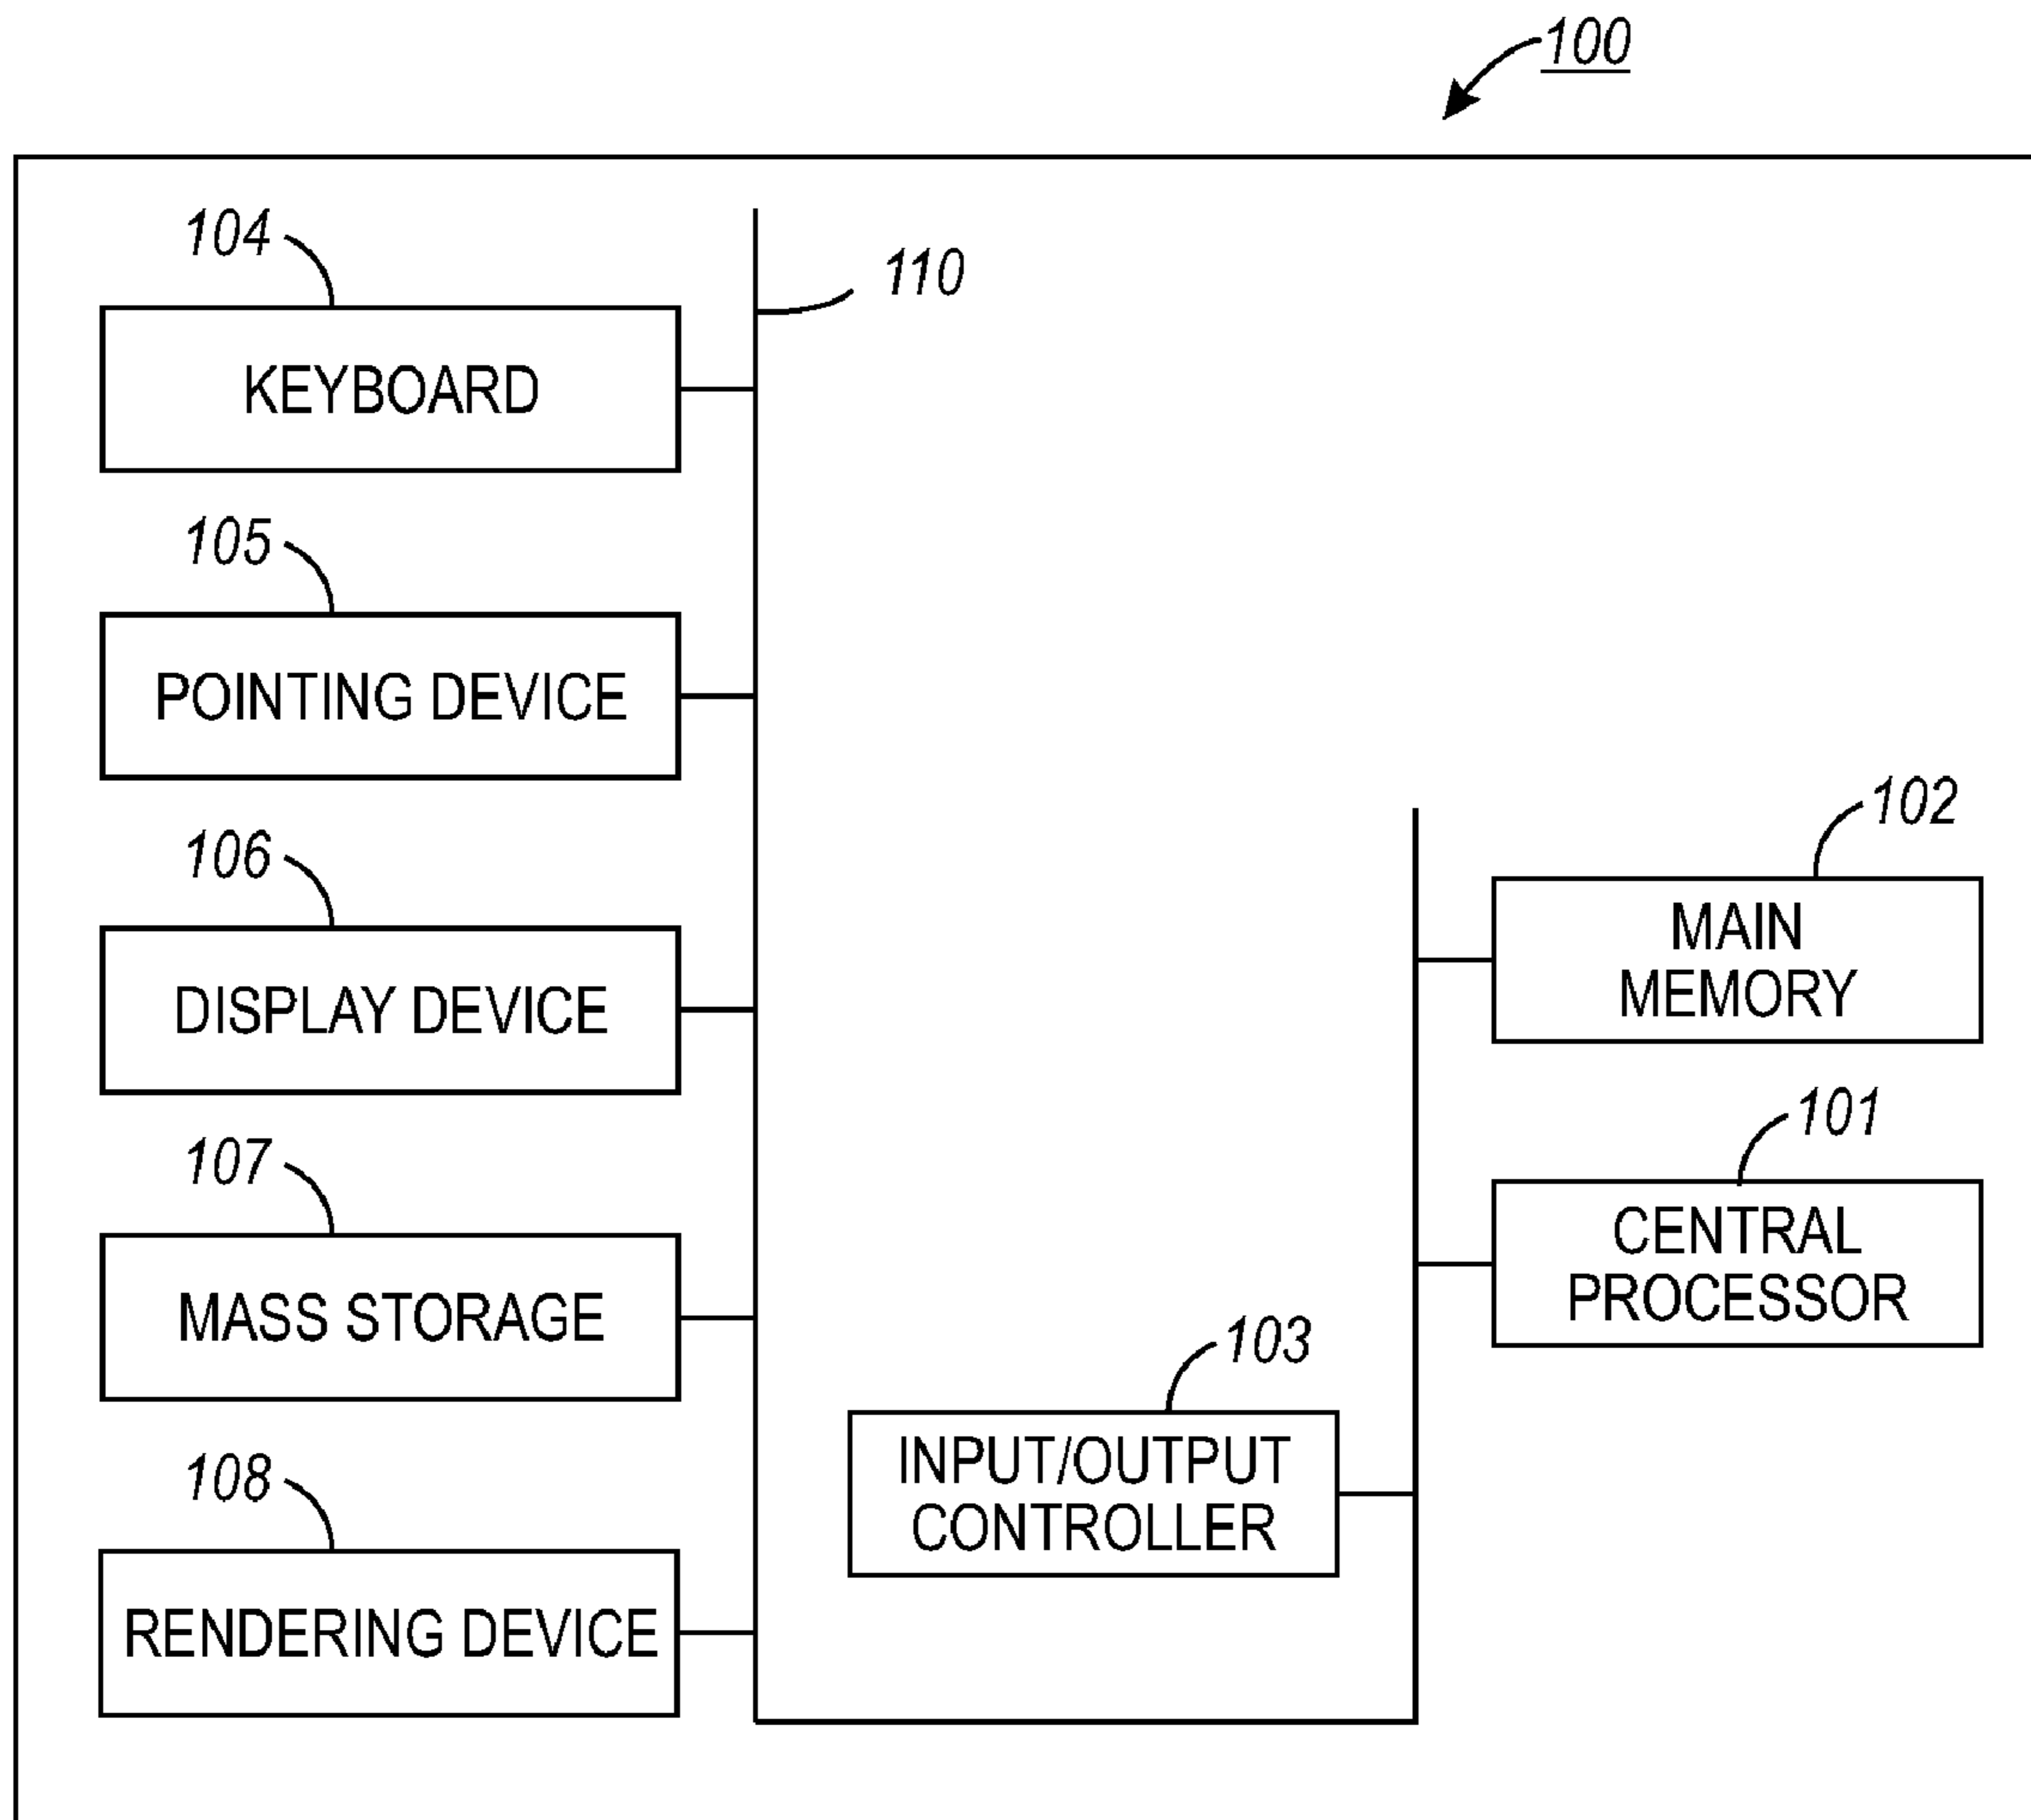 100
104
110
KEYBOARD
105
POINTING DEVICE
106
DISPLAY DEVICE
107
MASS STORAGE
108
RENDERING DEVICE
102
MAIN
MEMORY
101
CENTRAL
PROCESSOR
103
INPUT/OUTPUT
CONTROLLER